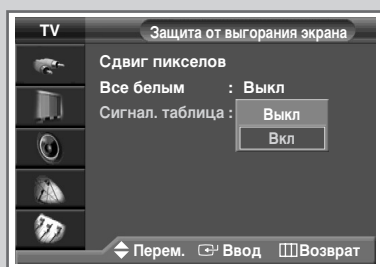 TV
Защита от выгорания экрана
Сдвиг пикселов
Все белым : Выкл
Сигнал. таблица : Выкл
Вкл
Перем. Ввод Возврат